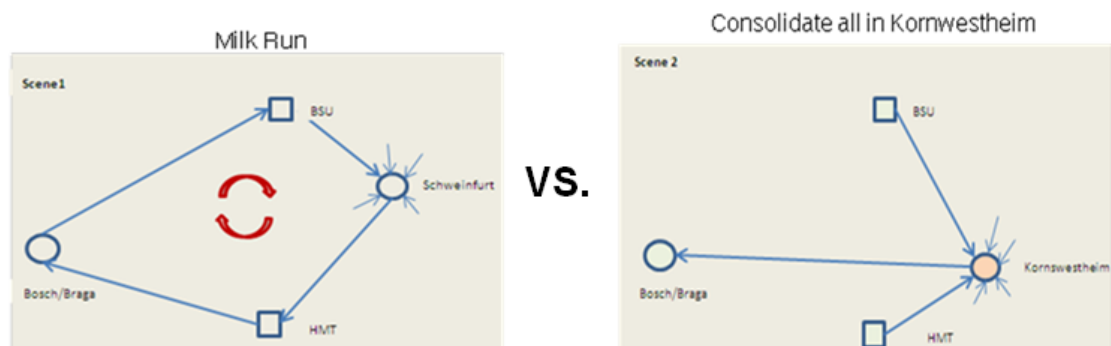 Milk Run
Scene1
BSU
Schweinfurt
Bosch/Braga
HMT
VS.
Consolidate all in Kornwestheim
Scene 2
BSU
Kornswestheim
Bosch/Braga
HMT